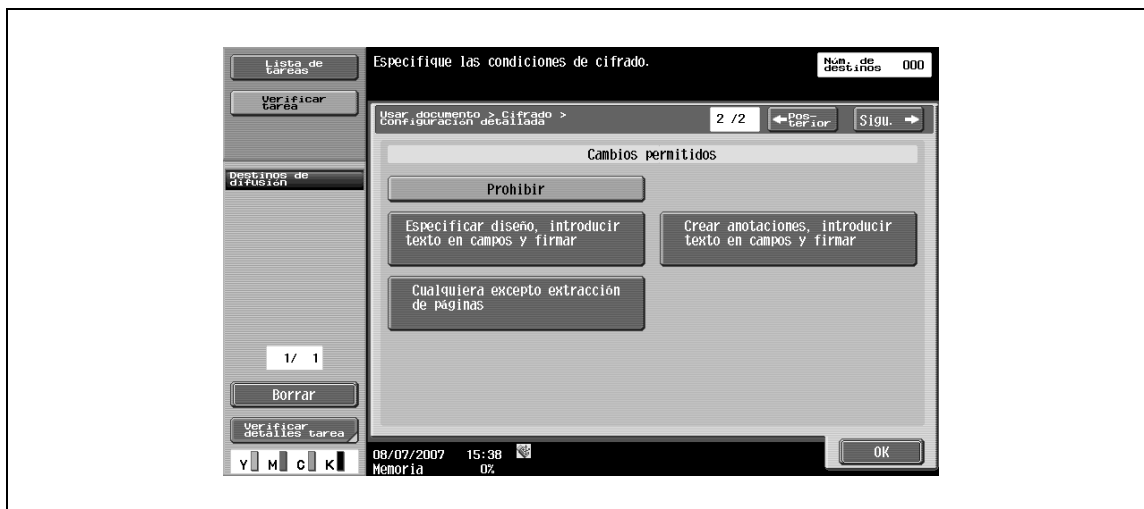 Lista de
tareas
Verificar
tarea
Destinos de
difusión
1/ 1
Borrar
Verificar
detalles tarea
Y M C K
Especifique las condiciones de cifrado.
Núm. de
destinos 000
Usar documento > Cifrado >
Configuración detallada
2 /2
←Pos-
terior
Sigu. →
Cambios permitidos
Prohibir
Especificar diseño, introducir
texto en campos y firmar
Crear anotaciones, introducir
texto en campos y firmar
Cualquiera excepto extracción
de páginas
08/07/2007 15:38
Memoria 0%
OK